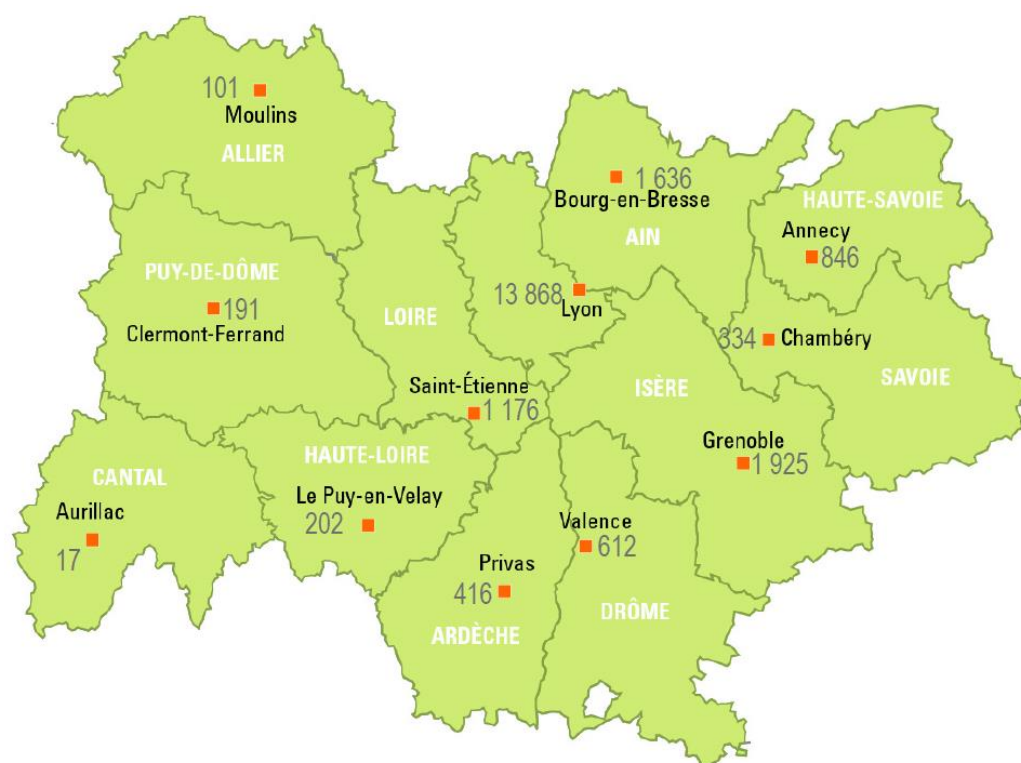 101
Moulins
ALLIER
1 636
Bourg-en-Bresse
AIN
HAUTE-SAVOIE
Annecy
846
PUY-DE-DÔME
191
Clermont-Ferrand
LOIRE
13 868
Lyon
334
Chambéry
SAVOIE
Saint-Étienne
1 176
ISÈRE
Grenoble
1 925
CANTAL
Aurillac
17
HAUTE-LOIRE
Le Puy-en-Velay
202
Privas
416
ARDÈCHE
Valence
612
DRÔME